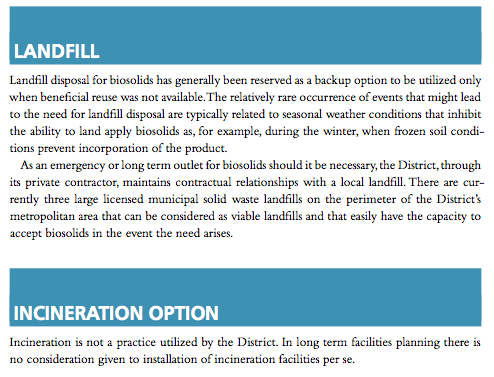 LANDFILL
Landfill disposal for biosolids has generally been reserved as a backup option to be utilized only
when beneficial reuse was not available.The relatively rare occurrence of events that might lead
to the need for landfill disposal are typically related to seasonal weather conditions that inhibit
the ability to land apply biosolids as, for example, during the winter, when frozen soil condi-
tions prevent incorporation of the product.
As an emergency or long term outlet for biosolids should it be necessary, the District, through
its private contractor, maintains contractual relationships with a local landfill. There are cur-
rently three large licensed municipal solid waste landfills on the perimeter of the District's
metropolitan area that can be considered as viable landfills and that easily have the capacity to
accept biosolids in the event the need arises.
INCINERATION OPTION
Incineration is not a practice utilized by the District. In long term facilities planning there is
no consideration given to installation of incineration facilities per se.